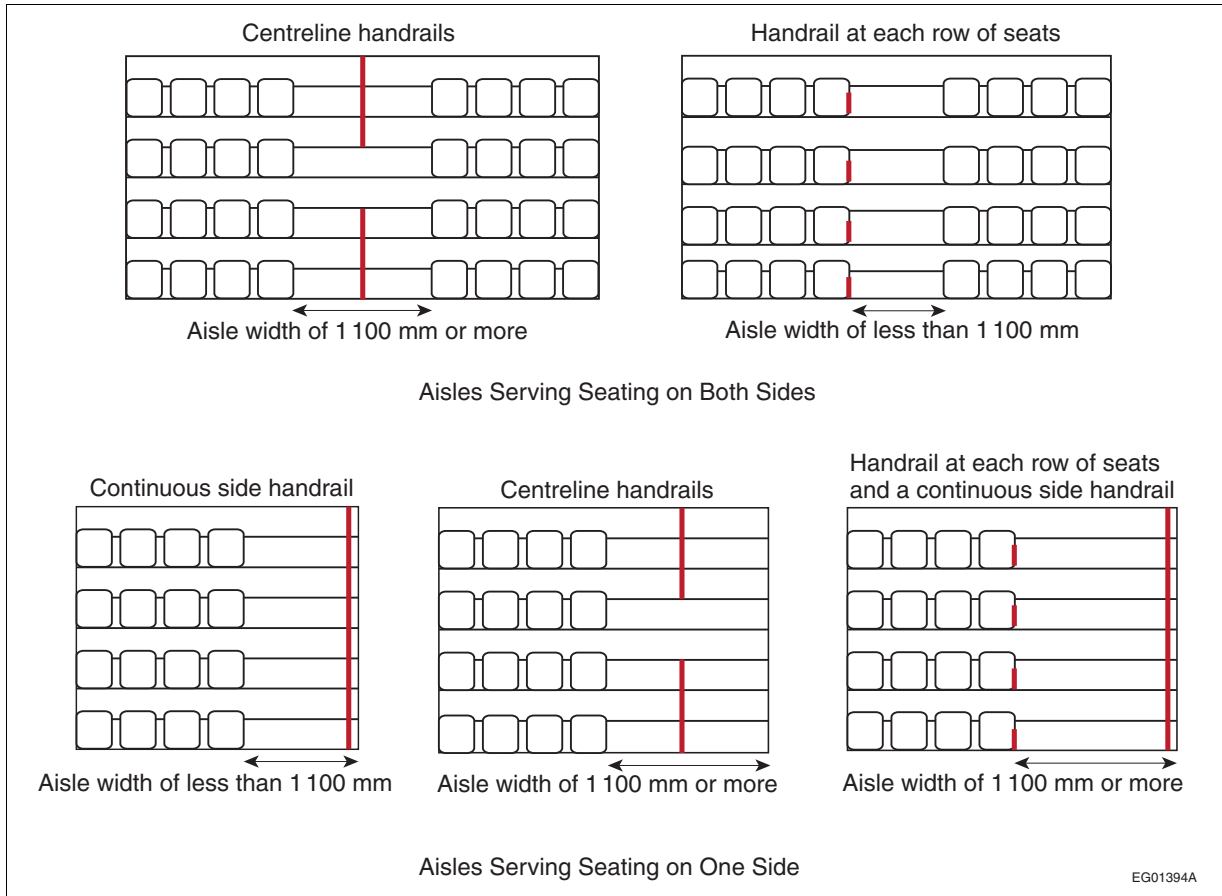 Centreline handrails
Handrail at each row of seats
Aisle width of 1 100 mm or more
Aisle width of less than 1 100 mm
Aisles Serving Seating on Both Sides
Continuous side handrail
Centreline handrails
Handrail at each row of seats
and a continuous side handrail
Aisle width of less than 1 100 mm
Aisle width of 1 100 mm or more
Aisle width of 1 100 mm or more
Aisles Serving Seating on One Side
EG01394A